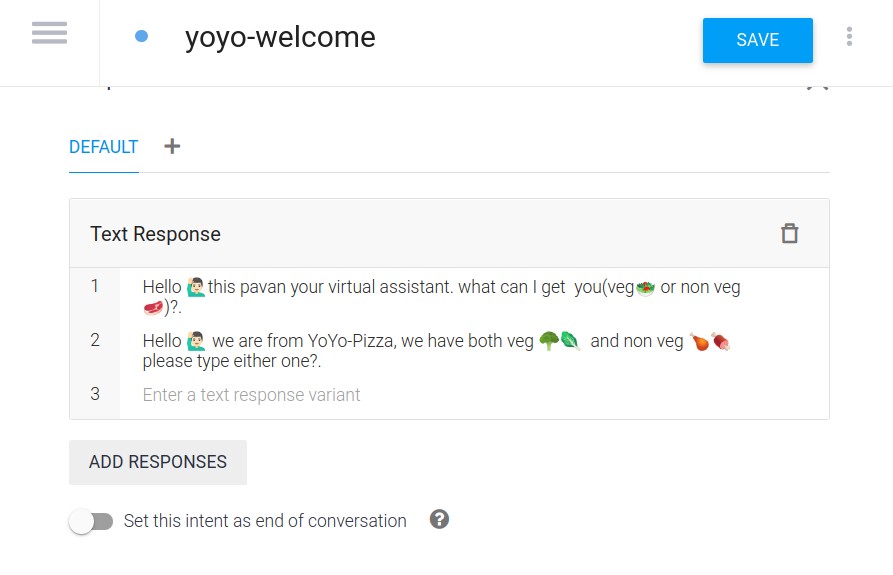 yoyo-welcome
SAVE
DEFAULT
Text Response
1 Hello 🙋🏻‍♂️this pavan your virtual assistant. what can I get  you(veg🥗 or non veg
🥩)?.
2 Hello 🙋🏻‍♂️ we are from YoYo-Pizza, we have both veg 🥦🥬  and non veg 🍗🍖
please type either one?.
3 Enter a text response variant
ADD RESPONSES
Set this intent as end of conversation ?